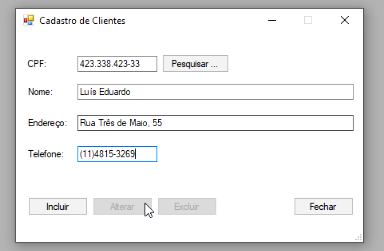 Cadastro de Clientes
CPF: 423.338.423-33 Pesquisar ...
Nome: Luís Eduardo
Endereço: Rua Três de Maio, 55
Telefone: (11)4815-3269
Incluir Alterar Excluir Fechar